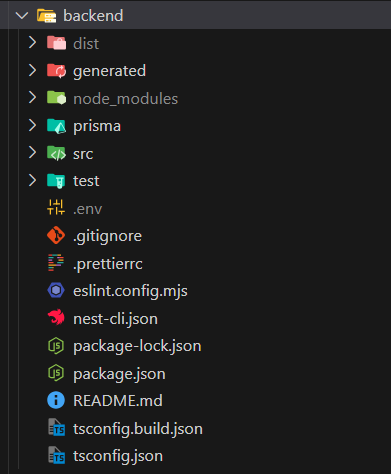 backend
dist
generated
node_modules
prisma
src
test
.env
.gitignore
.prettierrc
eslint.config.mjs
nest-cli.json
package-lock.json
package.json
README.md
tsconfig.build.json
tsconfig.json